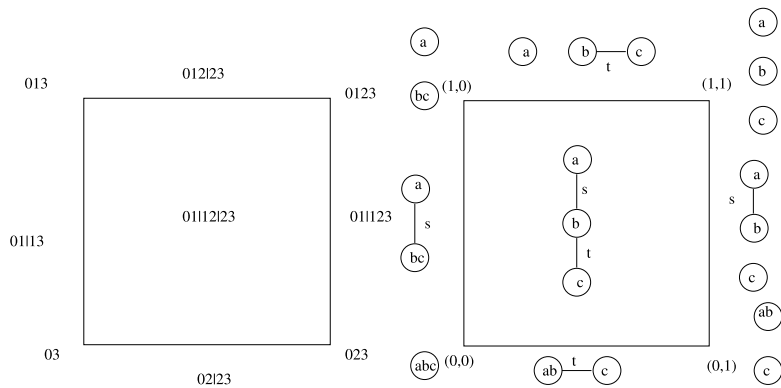 013
012|23
0123
01|13
01|12|23
01|123
03
02|23
023
a
bc
(1,0)
a
b
c
t
(1,1)
a
b
c
a
s
bc
a
s
b
t
c
a
s
b
c
ab
c
abc
(0,0)
ab
t
c
(0,1)